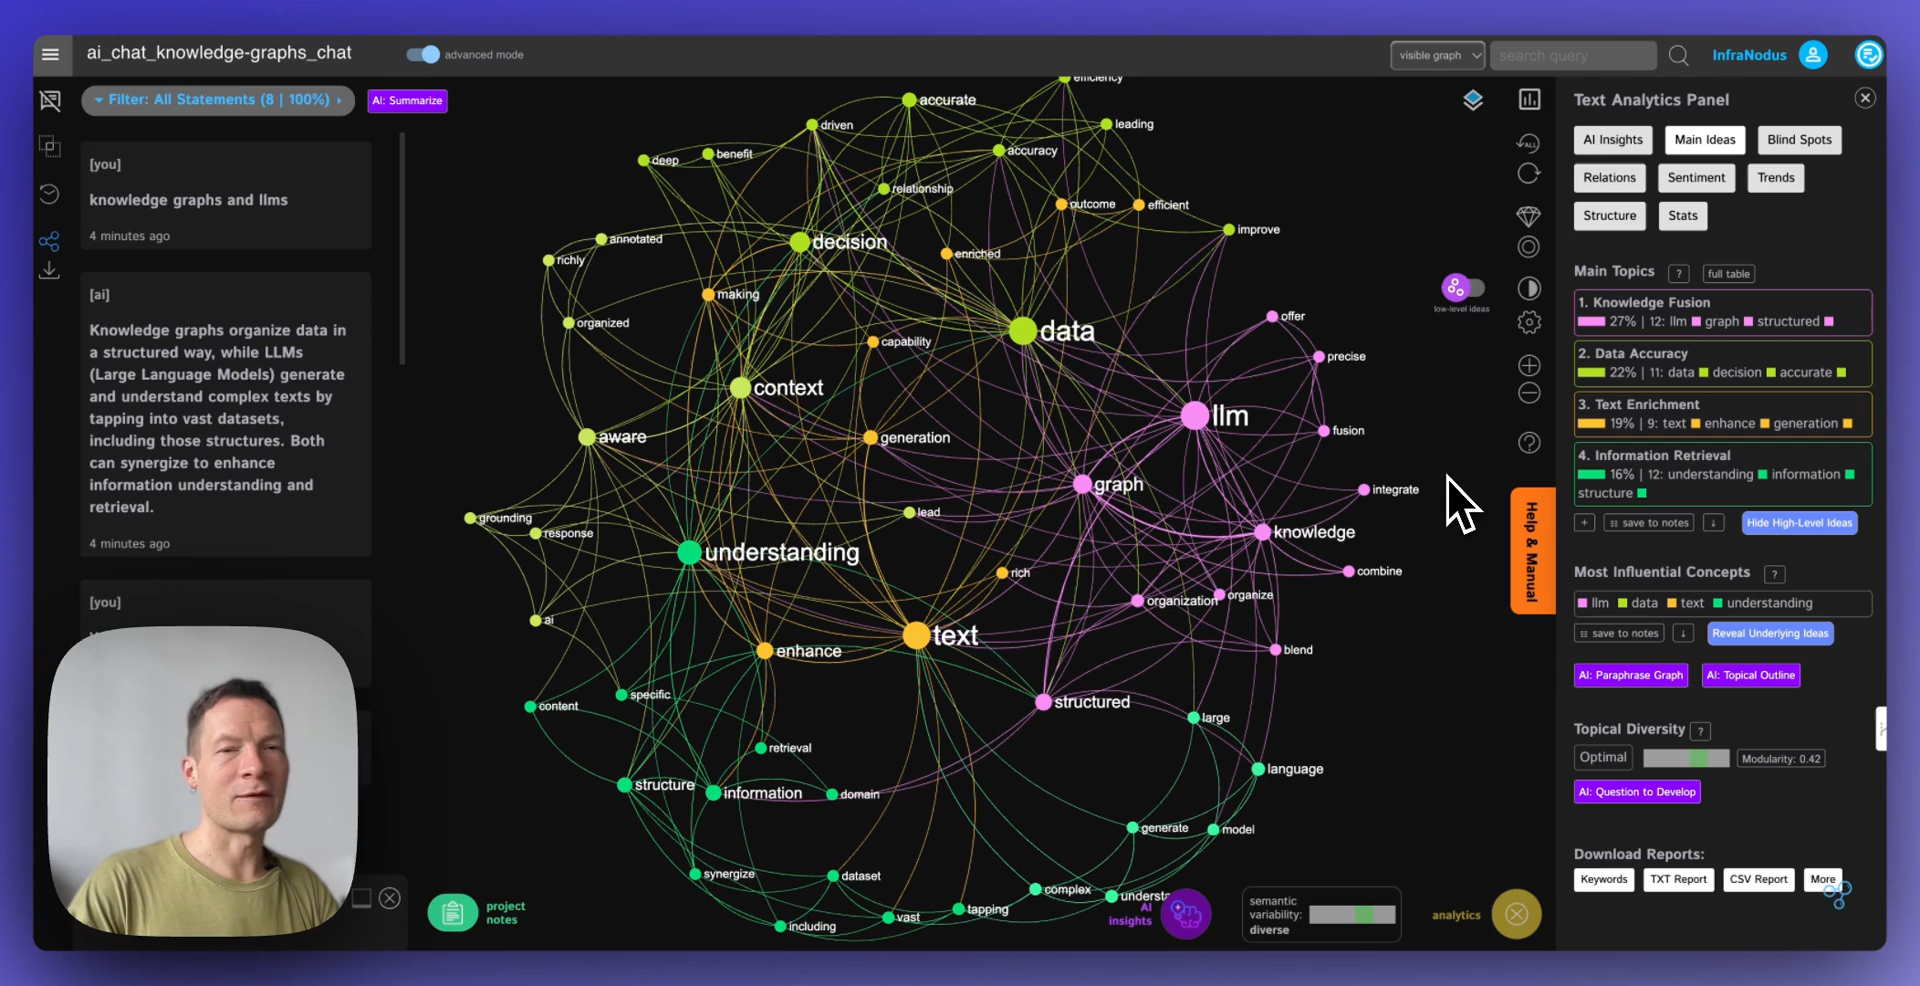 ai_chat_knowledge-graphs_chat
advanced mode
visible graph
search query
InfraNodus
Filter: All Statements (8 | 100%)
AI: Summarize
[you]
knowledge graphs and llms
4 minutes ago
[ai]
Knowledge graphs organize data in
a structured way, while LLMs
(Large Language Models) generate
and understand complex texts by
tapping into vast datasets,
including those structures. Both
can synergize to enhance
information understanding and
retrieval.
4 minutes ago
[you]
project
notes
efficiency
accurate
driven
leading
deep
benefit
accuracy
relationship
outcome
efficient
improve
annotated
decision
richly
enriched
making
organized
data
offer
capability
precise
context
llm
aware
generation
fusion
graph
integrate
grounding
lead
response
knowledge
understanding
rich
combine
organization
organize
ai
text
enhance
blend
specific
structured
content
large
retrieval
language
structure
information
domain
generate
model
synergize
dataset
complex
understa
tapping
vast
including
low-level ideas
AI
insights
semantic
variability:
diverse
analytics
ALL
Help & Manual
Text Analytics Panel
AI Insights
Main Ideas
Blind Spots
Relations
Sentiment
Trends
Structure
Stats
Main Topics ? full table
1. Knowledge Fusion
27% | 12: llm graph structured
2. Data Accuracy
22% | 11: data decision accurate
3. Text Enrichment
19% | 9: text enhance generation
4. Information Retrieval
16% | 12: understanding information
structure
+ save to notes ↓ Hide High-Level Ideas
Most Influential Concepts ?
llm data text understanding
save to notes ↓ Reveal Underlying Ideas
AI: Paraphrase Graph
AI: Topical Outline
Topical Diversity ?
Optimal
Modularity: 0.42
AI: Question to Develop
Download Reports:
Keywords
TXT Report
CSV Report
More